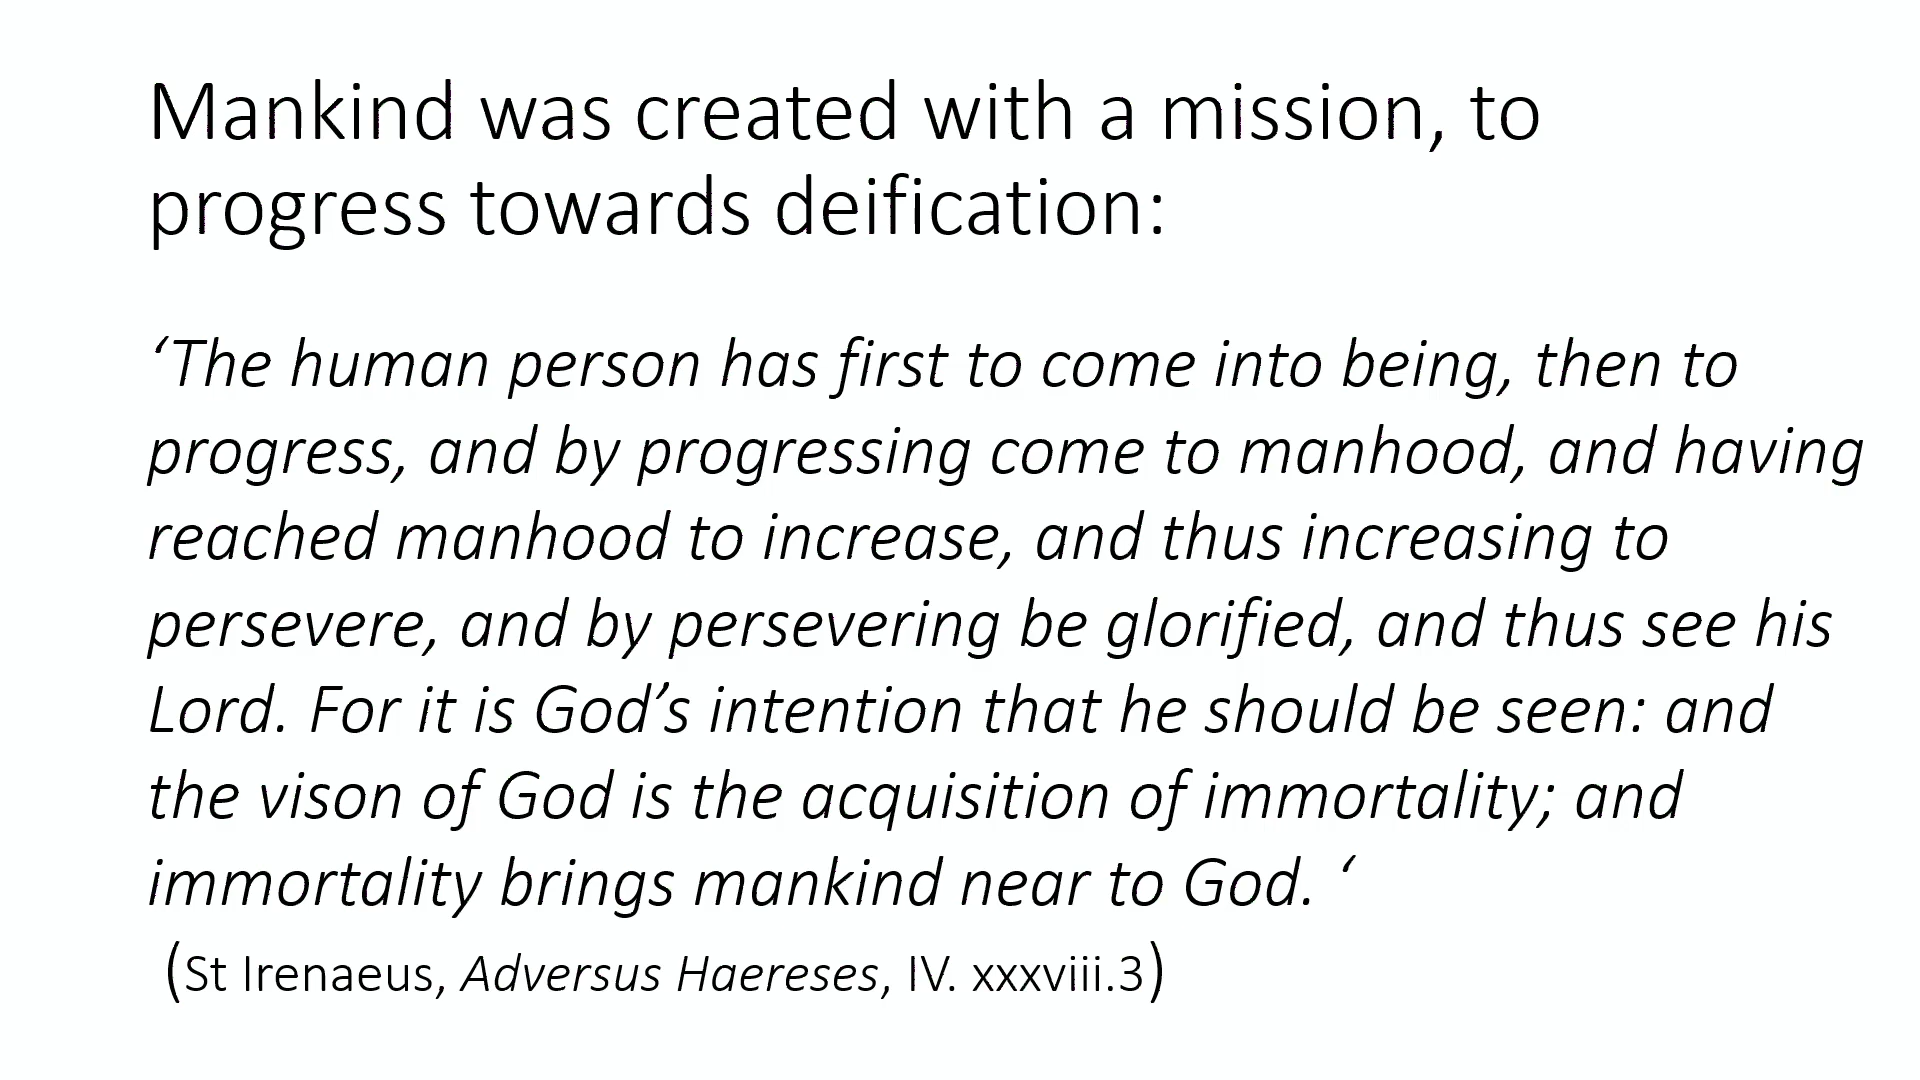 Mankind was created with a mission, to
progress towards deification:
‘The human person has first to come into being, then to
progress, and by progressing come to manhood, and having
reached manhood to increase, and thus increasing to
persevere, and by persevering be glorified, and thus see his
Lord. For it is God’s intention that he should be seen: and
the vison of God is the acquisition of immortality; and
immortality brings mankind near to God. ‘
(St Irenaeus, Adversus Haereses, IV. xxxviii.3)